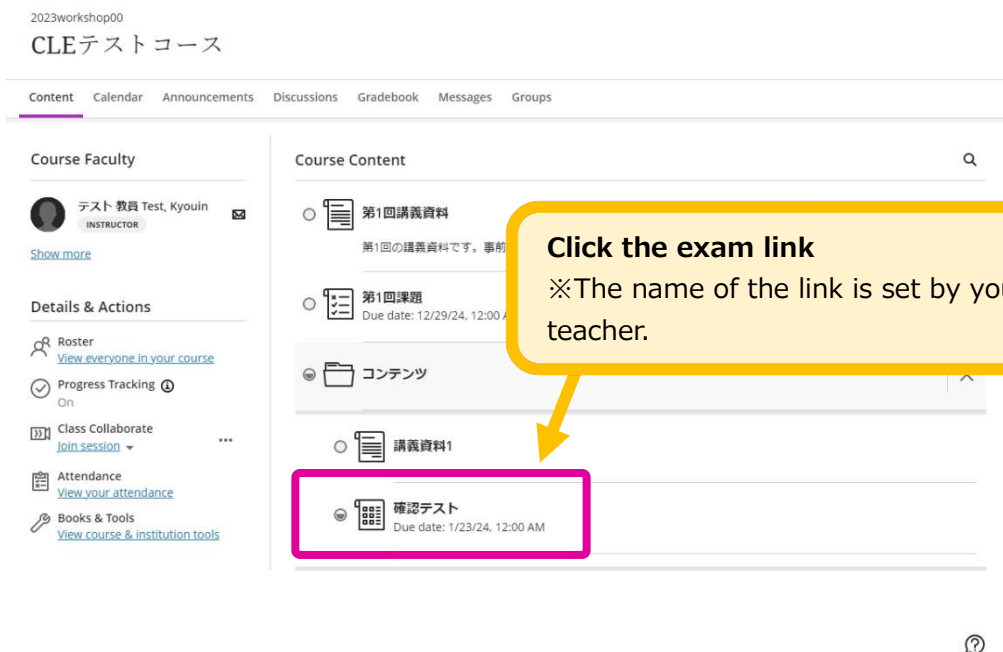 2023workshop00
CLEテストコース
Content Calendar Announcements Discussions Gradebook Messages Groups
Course Faculty
テスト 教員 Test, Kyouin
INSTRUCTOR
Show more
Details & Actions
Roster
View everyone in your course
Progress Tracking
On
Class Collaborate
Join session
Attendance
View your attendance
Books & Tools
View course & institution tools
Course Content
第1回講義資料
第1回の講義資料です。事前
第1回課題
Due date: 12/29/24, 12:00
コンテンツ
講義資料1
確認テスト
Due date: 1/23/24, 12:00 AM
Click the exam link
※The name of the link is set by
teacher.